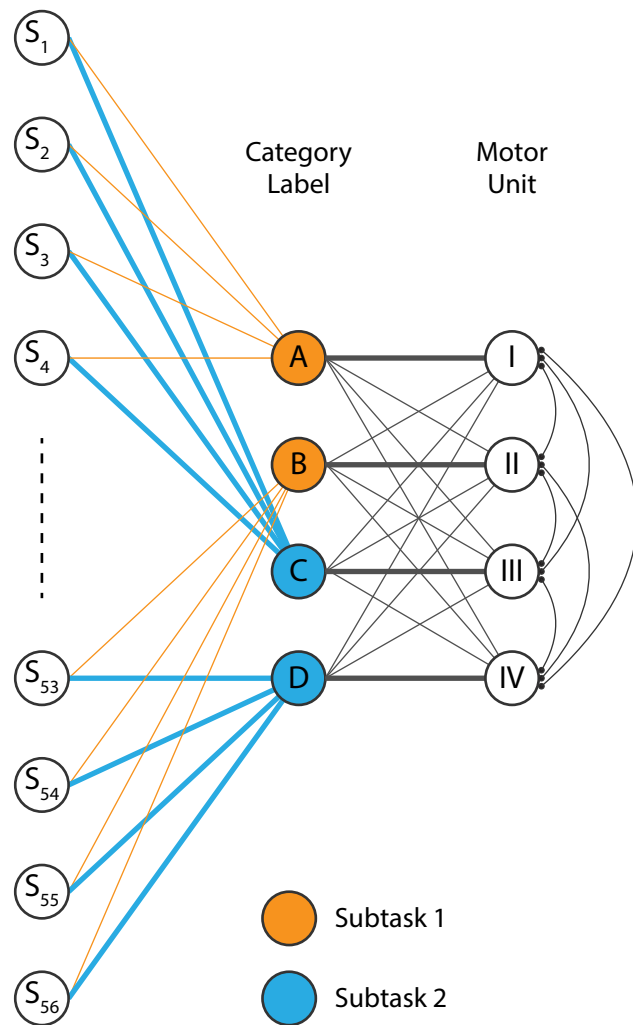 S1
S2
Category
Label
Motor
Unit
S3
S4
A
I
B
II
C
III
S53
D
IV
S54
S55
Subtask 1
S56
Subtask 2